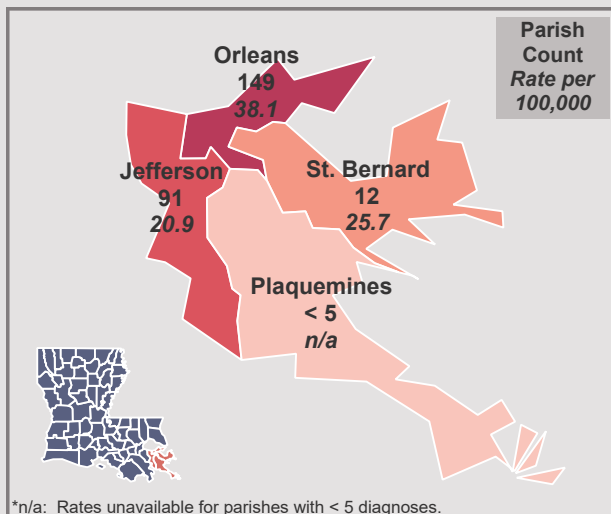 Parish
Count
Rate per
100,000
Orleans
149
38.1
Jefferson
91
20.9
St. Bernard
12
25.7
Plaquemines
< 5
n/a
*n/a: Rates unavailable for parishes with < 5 diagnoses.